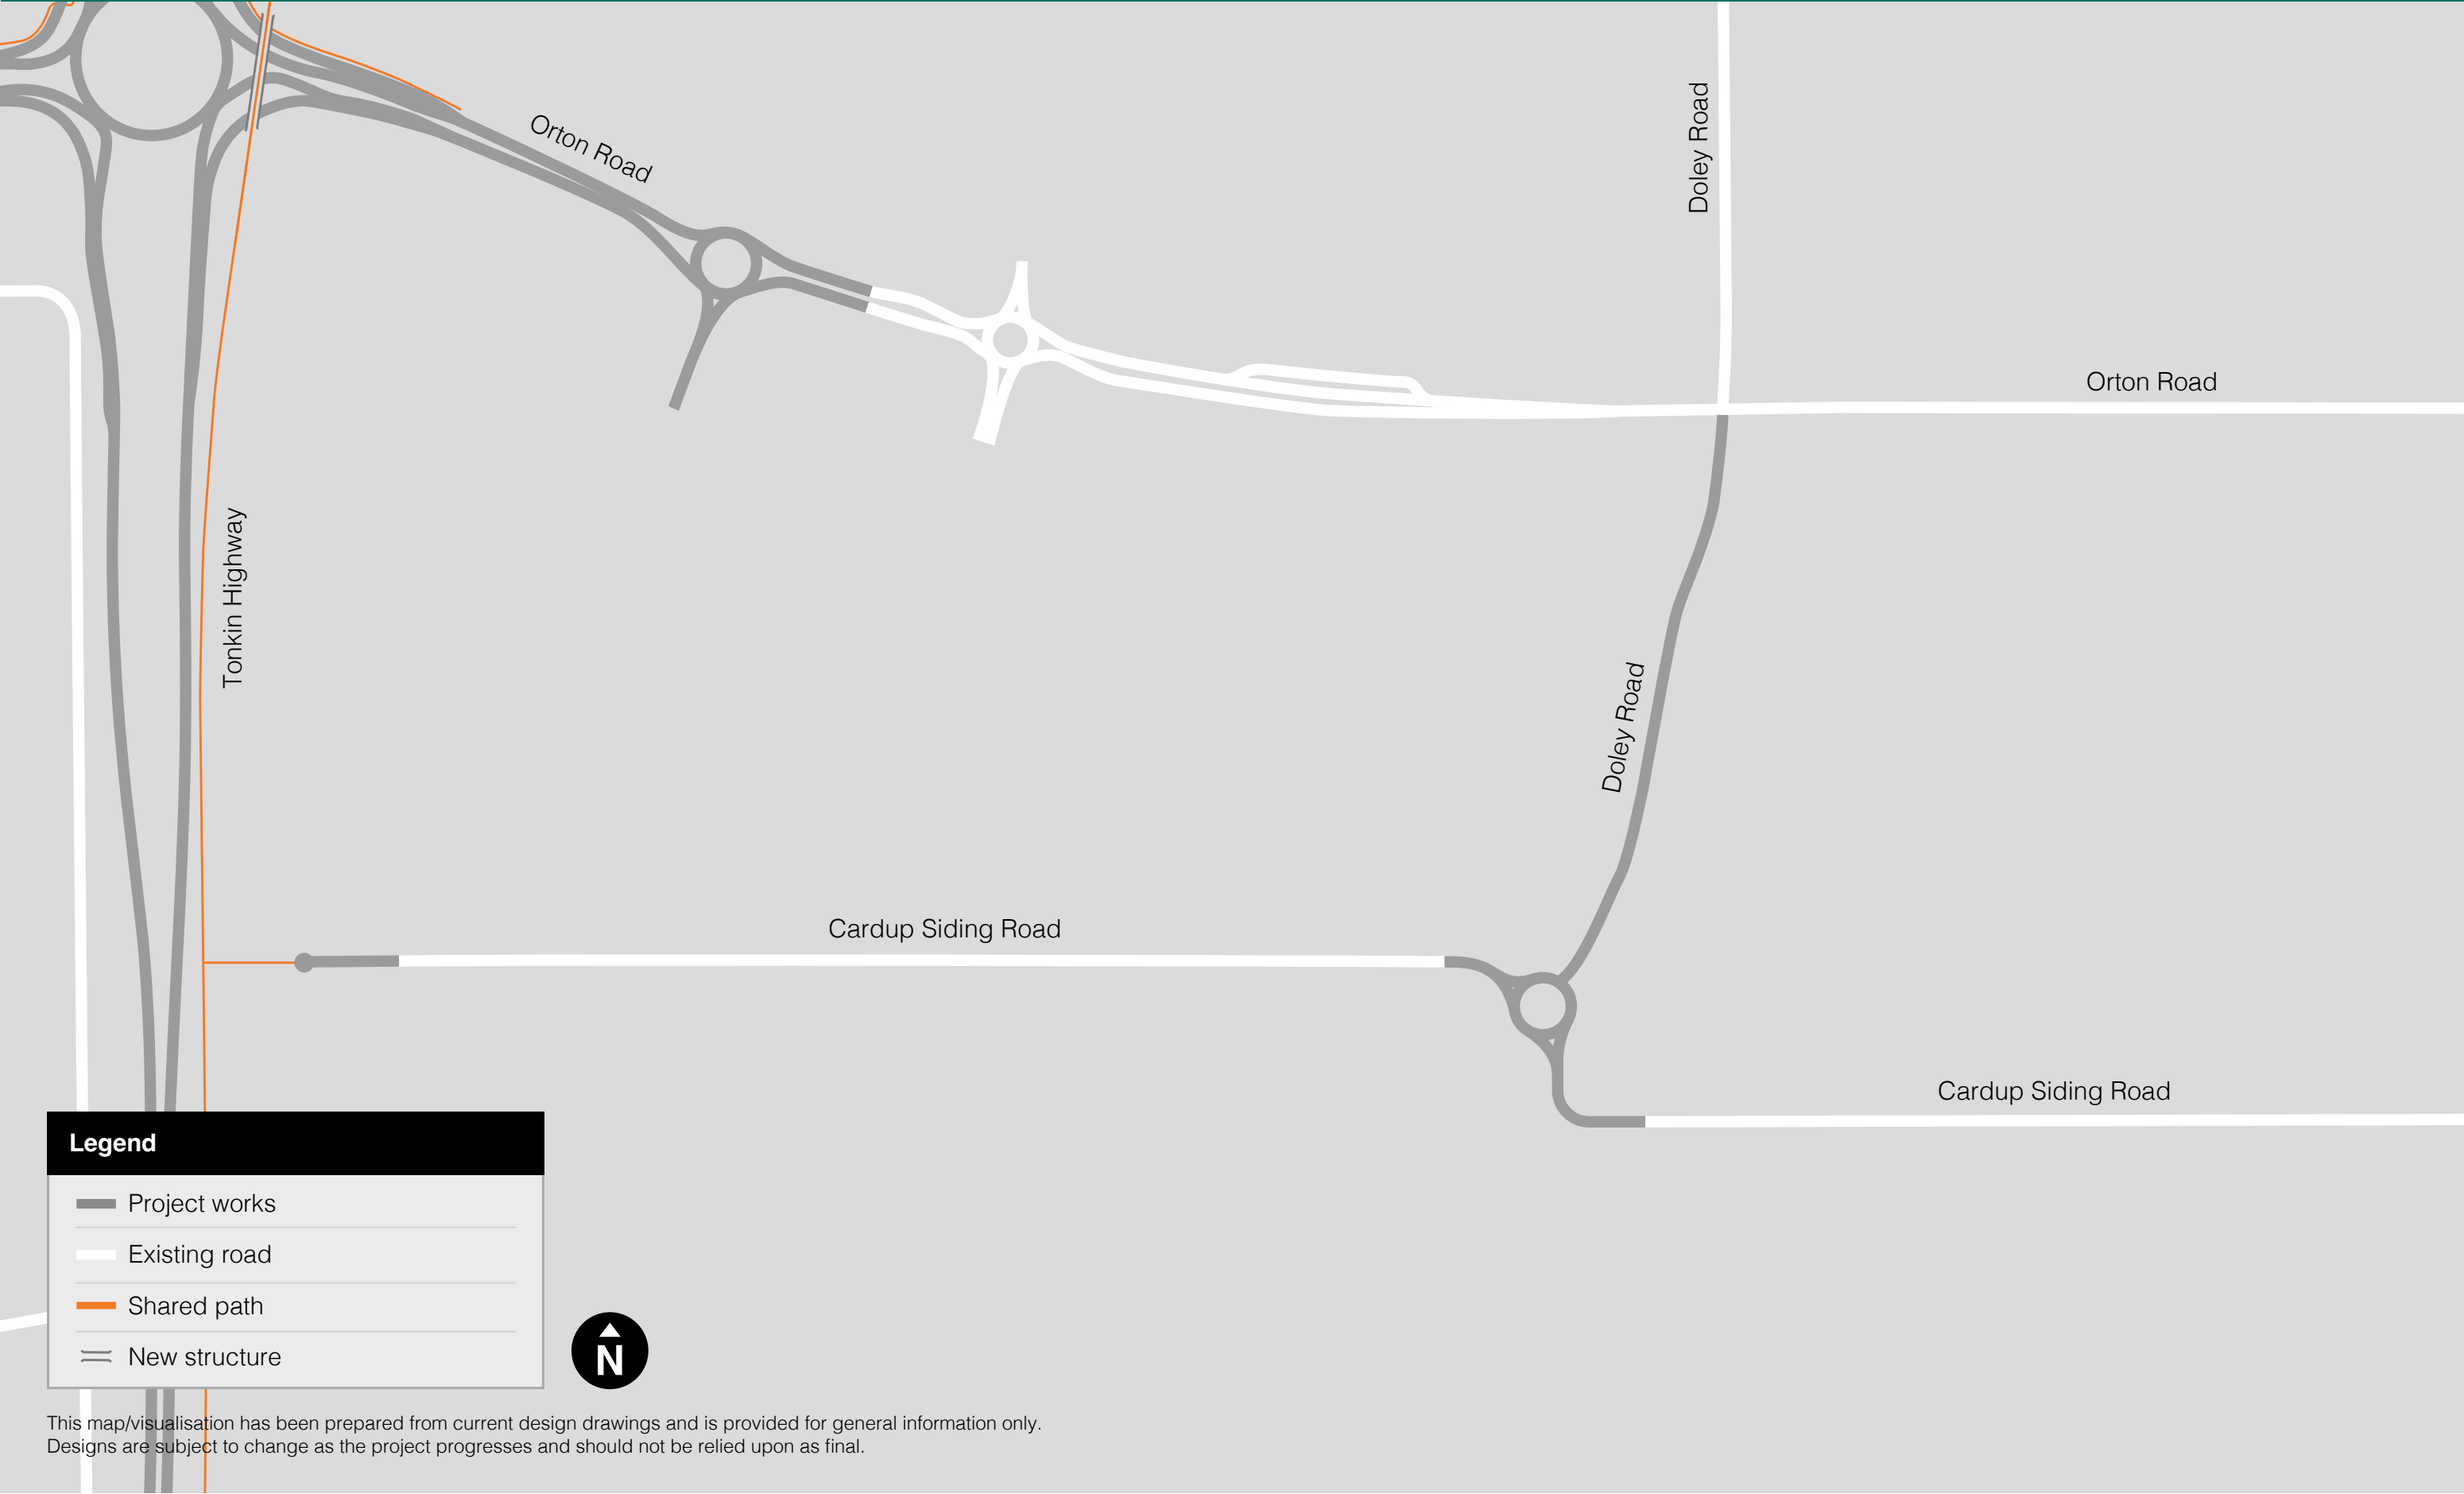 Doley Road
Orton Road
Orton Road
Tonkin Highway
Doley Road
Cardup Siding Road
Cardup Siding Road
Legend
Project works
Existing road
Shared path
New structure
N
This map/visualisation has been prepared from current design drawings and is provided for general information only.
Designs are subject to change as the project progresses and should not be relied upon as final.